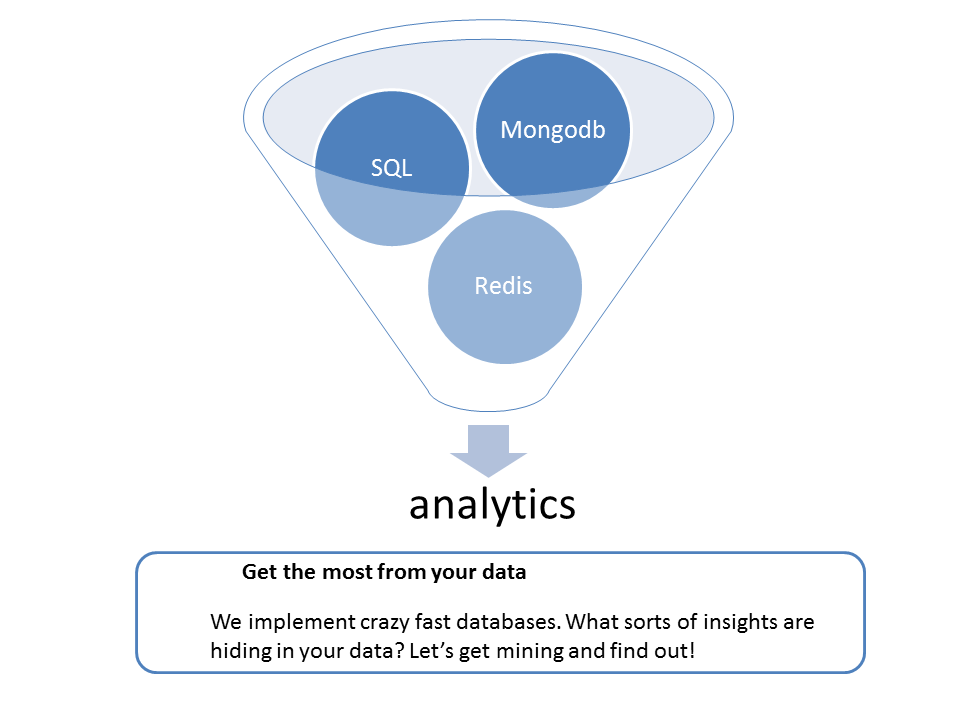 Mongodb
SQL
Redis
analytics
Get the most from your data
We implement crazy fast databases. What sorts of insights are
hiding in your data? Let’s get mining and find out!